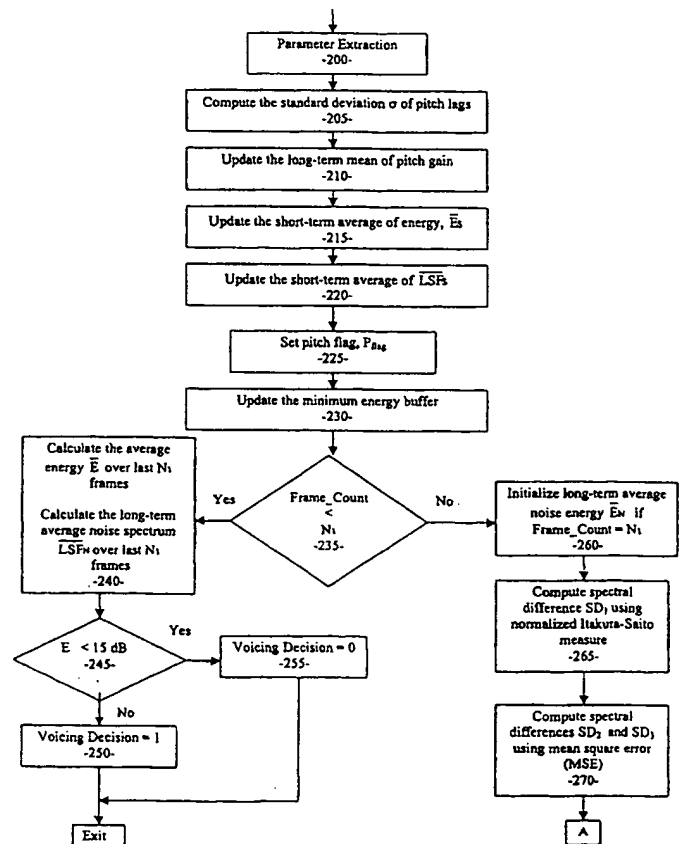 Parameter Extraction
-200-
Compute the standard deviation σ of pitch lags
-205-
Update the long-term mean of pitch gain
-210-
Update the short-term average of energy, E̅s
-215-
Update the short-term average of L̅S̅F̅s
-220-
Set pitch flag, Pflag
-225-
Update the minimum energy buffer
-230-
Calculate the average
energy E̅ over last N1
frames
Calculate the long-term
average noise spectrum
L̅S̅F̅N over last N1
frames
-240-
Yes
Frame_Count
<
N1
-235-
No
Initialize long-term average
noise energy E̅N if
Frame_Count = N1
-260-
Compute spectral
difference SD1 using
normalized Itakura-Saito
measure
-265-
E < 15 dB
-245-
Yes
Voicing Decision = 0
-255-
No
Voicing Decision = 1
-250-
Compute spectral
differences SD2 and SD3
using mean square error
(MSE)
-270-
Exit
A